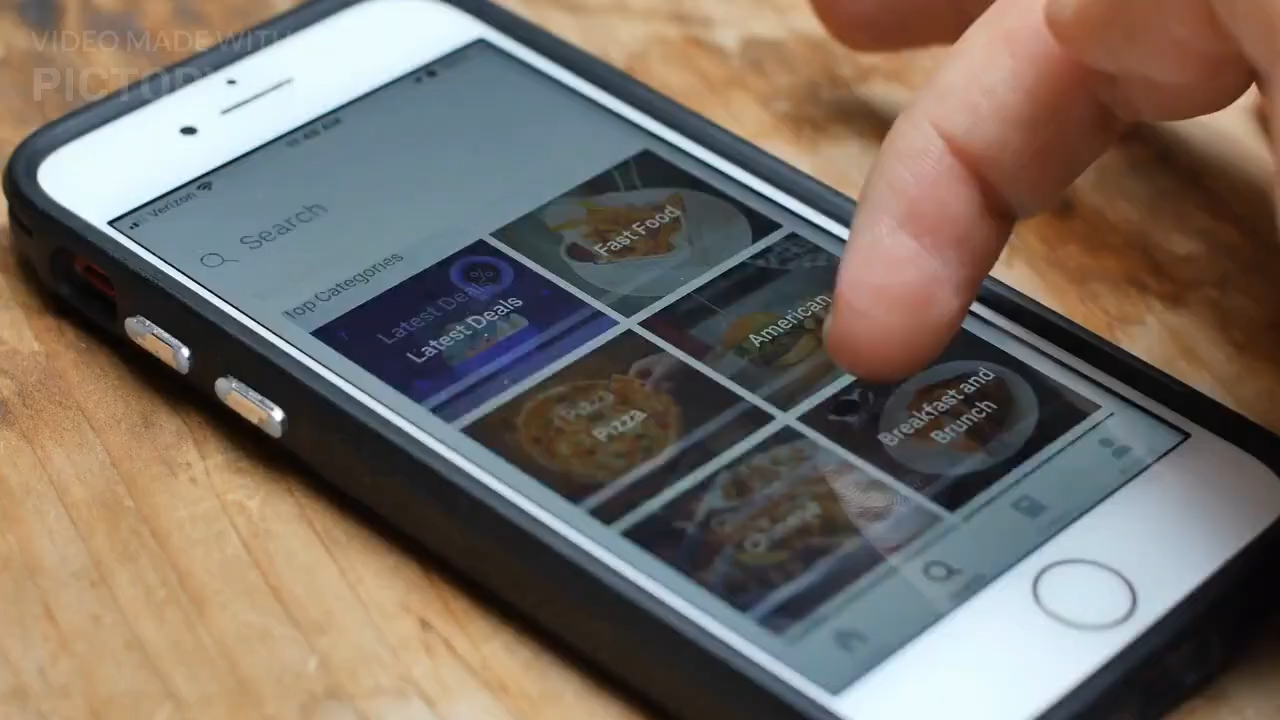 VIDEO MADE WITH
PICTORY
Verizon
Search
Top Categories
Latest Deals
Latest Deals
Fast Food
Pizza
Pizza
American
Breakfast and
Brunch